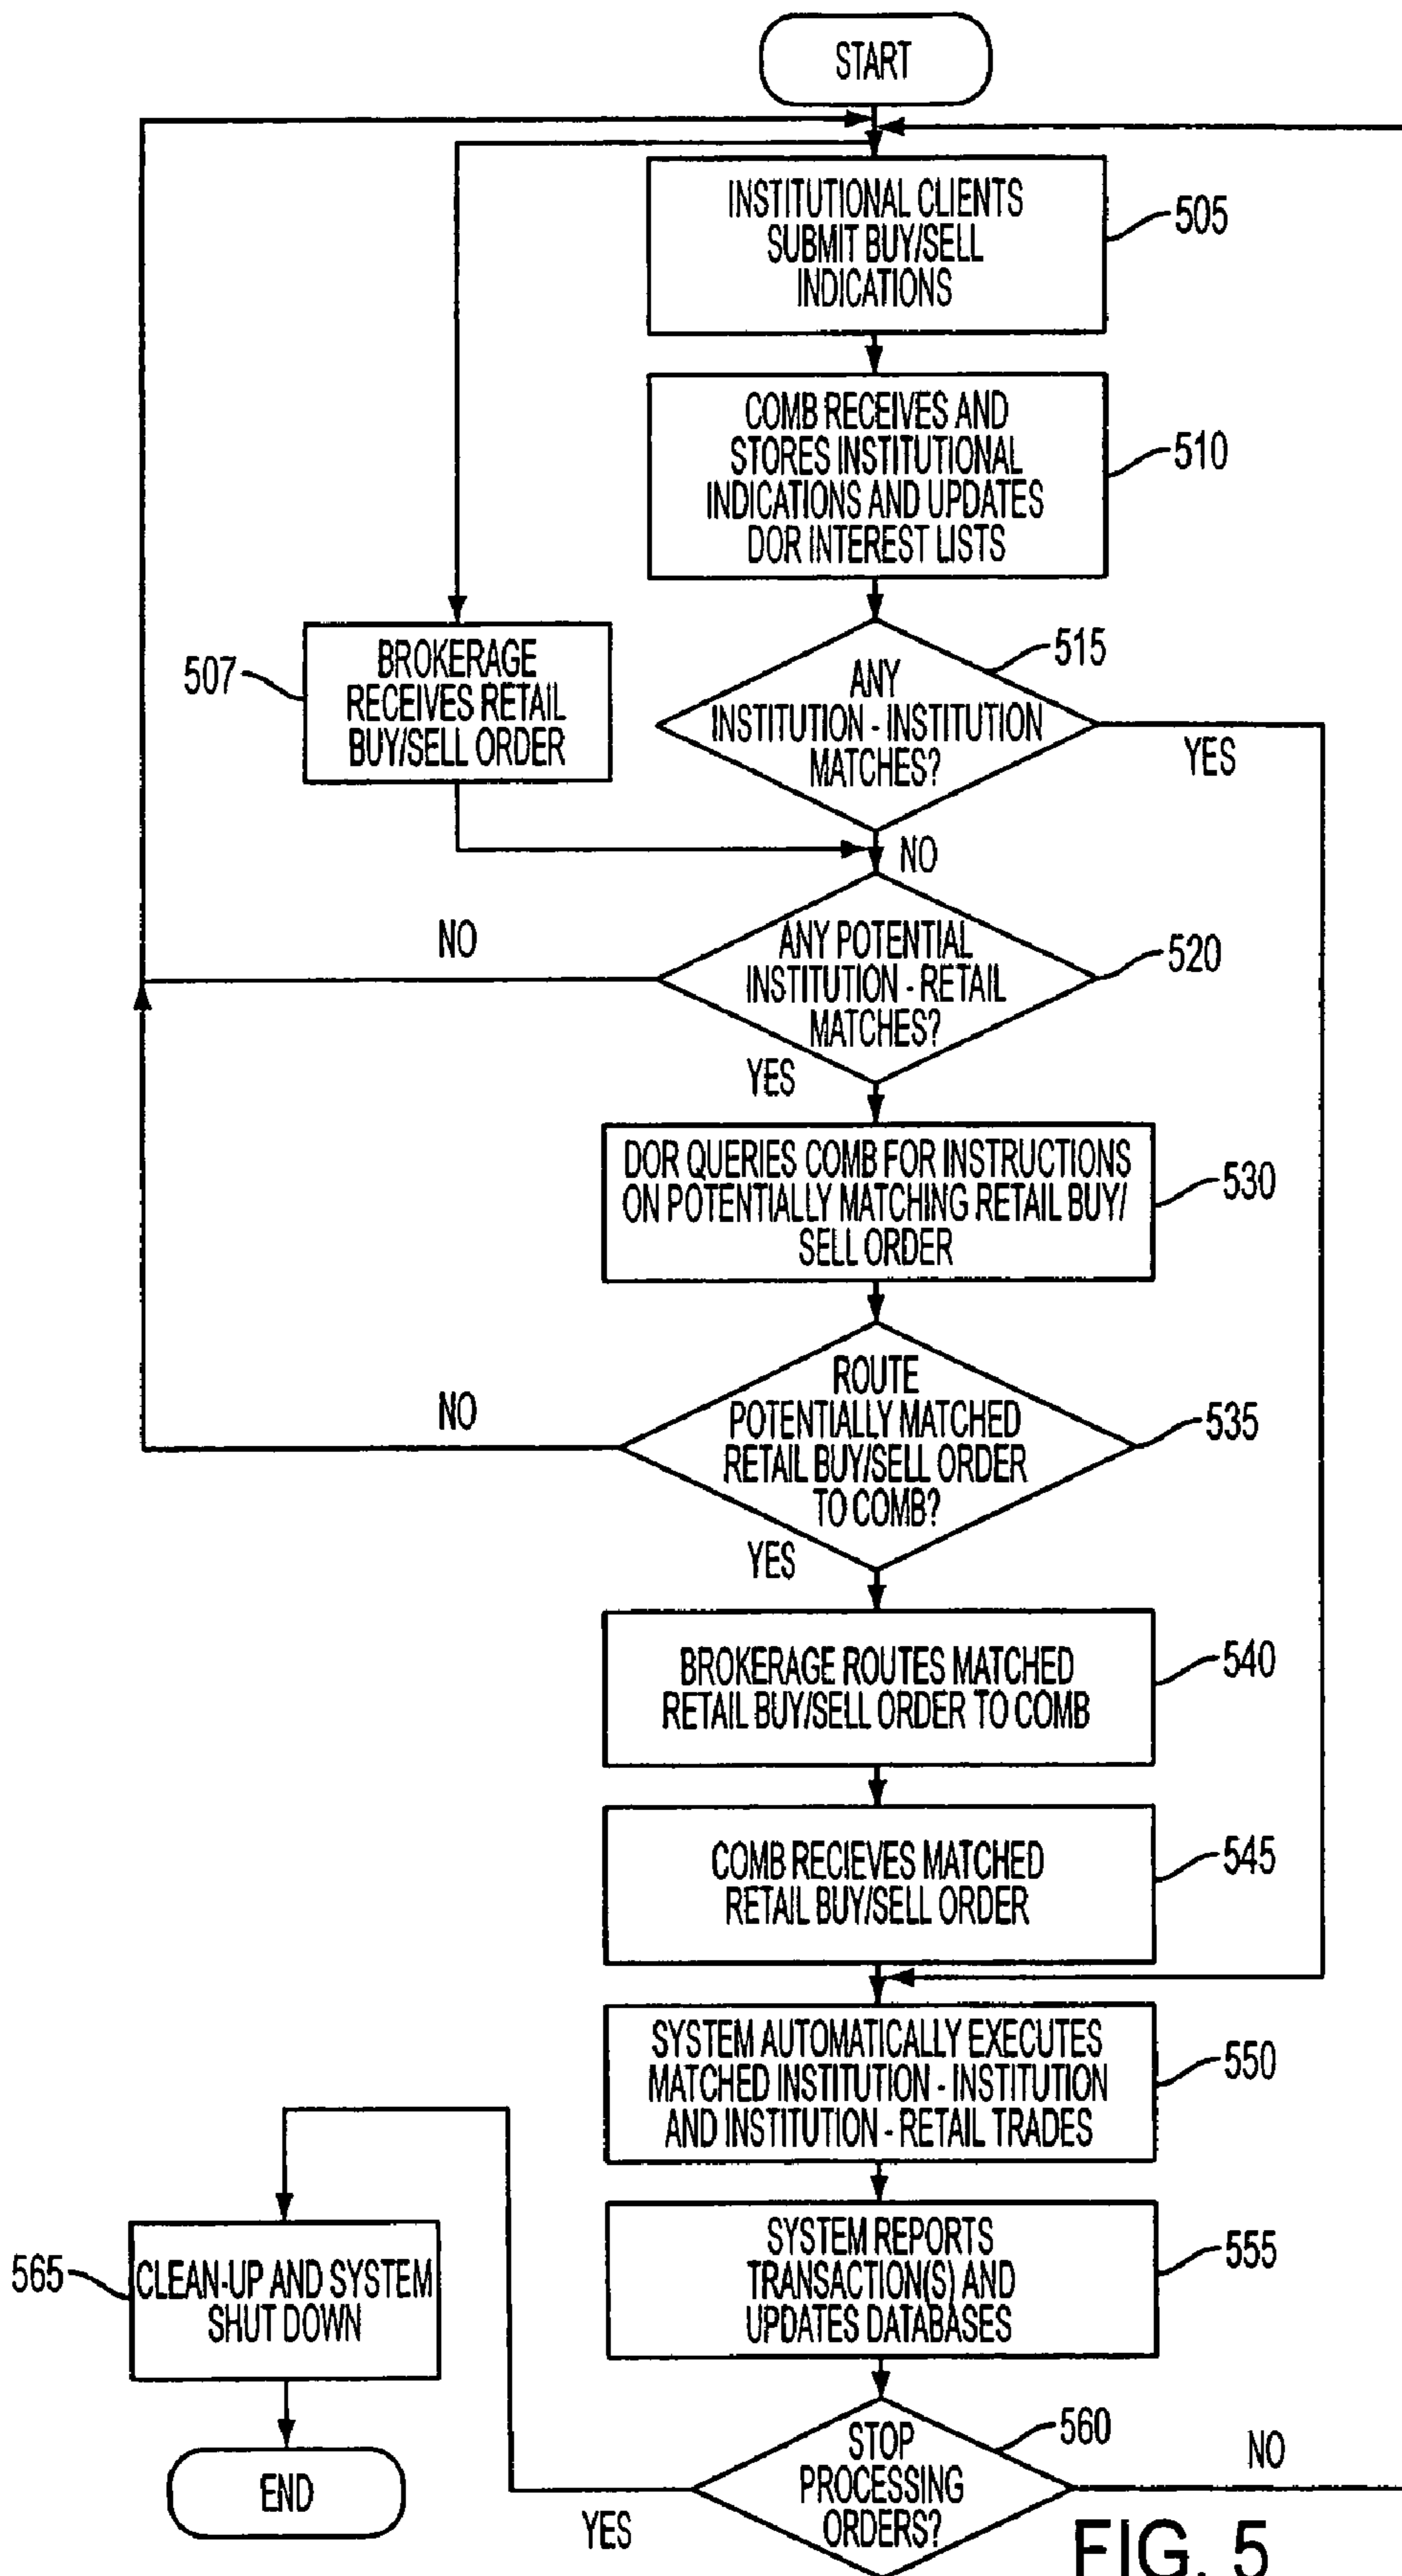 START
INSTITUTIONAL CLIENTS
SUBMIT BUY/SELL
INDICATIONS
505
COMB RECEIVES AND
STORES INSTITUTIONAL
INDICATIONS AND UPDATES
DOR INTEREST LISTS
510
507
BROKERAGE
RECEIVES RETAIL
BUY/SELL ORDER
ANY
INSTITUTION - INSTITUTION
MATCHES?
515
YES
NO
NO
ANY POTENTIAL
INSTITUTION - RETAIL
MATCHES?
520
YES
DOR QUERIES COMB FOR INSTRUCTIONS
ON POTENTIALLY MATCHING RETAIL BUY/
SELL ORDER
530
NO
ROUTE
POTENTIALLY MATCHED
RETAIL BUY/SELL ORDER
TO COMB?
535
YES
BROKERAGE ROUTES MATCHED
RETAIL BUY/SELL ORDER TO COMB
540
COMB RECIEVES MATCHED
RETAIL BUY/SELL ORDER
545
SYSTEM AUTOMATICALLY EXECUTES
MATCHED INSTITUTION - INSTITUTION
AND INSTITUTION - RETAIL TRADES
550
SYSTEM REPORTS
TRANSACTION(S) AND
UPDATES DATABASES
555
565
CLEAN-UP AND SYSTEM
SHUT DOWN
STOP
PROCESSING
ORDERS?
560
NO
YES
END
FIG. 5